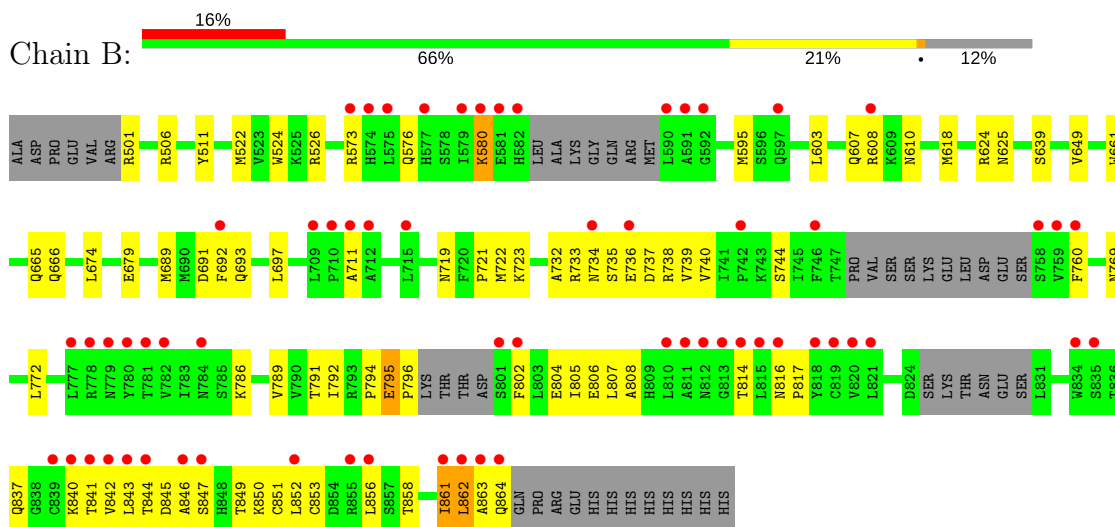 16%
Chain B:
66% 21% • 12%
ALA ASP PRO GLU VAL ARG R501 R506 Y511 M522 V523 W524 K525 R526 R573 H574 L575 Q576 H577 S578 I579 K580 E581 H582 LEU ALA LYS GLY GLN ARG MET L590 A591 G592 M595 S596 Q597 L603 Q607 R608 K609 N610 M618 R624 N625 S639 V649 W661
Q665 Q666 L674 E679 M689 M690 D691 F692 Q693 L697 L709 P710 A711 A712 L715 N719 F720 P721 M722 K723 A732 R733 N734 S735 E736 D737 R738 V739 V740 I741 P742 K743 S744 I745 F746 T747 PRO VAL SER SER LYS GLU LEU ASP GLU SER S758 V759 F760 N769
L772 L777 R778 N779 Y780 T781 V782 I783 N784 S785 K786 V789 V790 T791 I792 R793 P794 E795 P796 LYS THR THR ASP S801 F802 L803 E804 I805 E806 L807 A808 H809 L810 A811 N812 G813 T814 L815 N816 P817 Y818 C819 V820 L821 D824 SER LYS THR ASN GLU SER L831 W834 S835 T836
Q837 G838 C839 K840 T841 V842 L843 T844 D845 A846 S847 H848 T849 K850 C851 L852 C853 D854 R855 L856 S857 T858 I861 L862 A863 Q864 GLN PRO ARG GLU HIS HIS HIS HIS HIS HIS HIS HIS